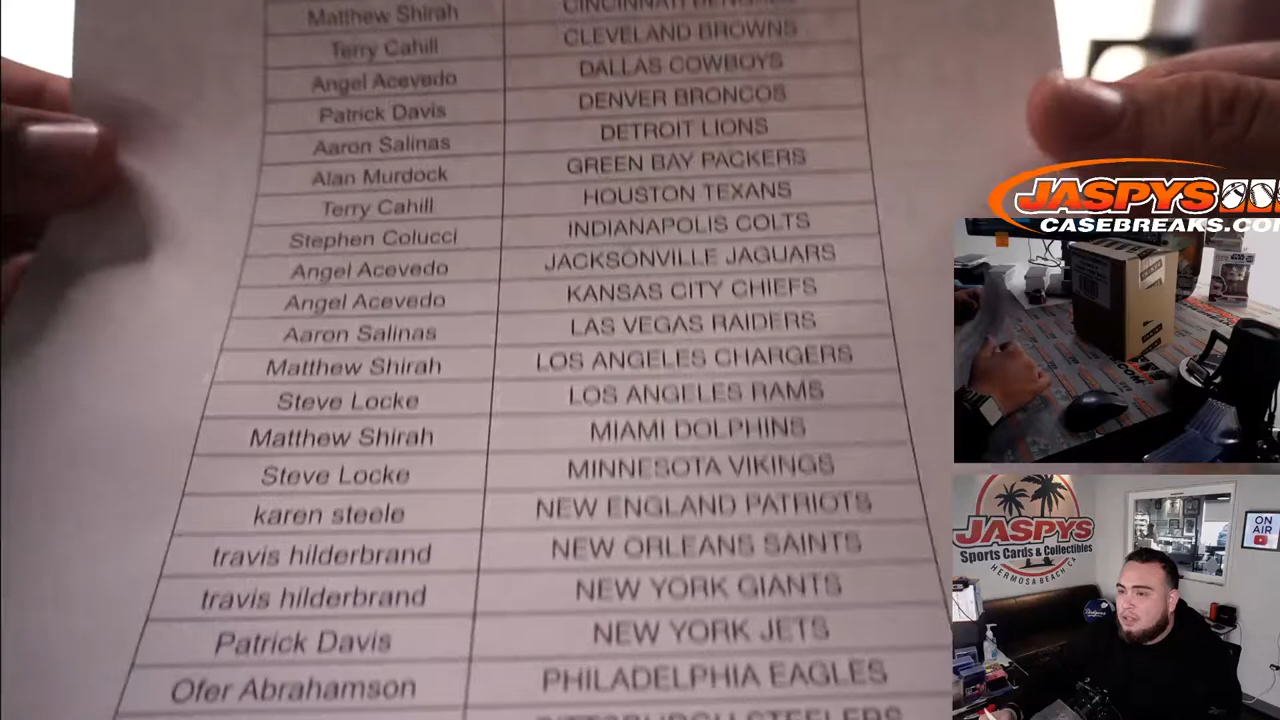 Matthew Shirah CINCINNATI BENGALS
Terry Cahill CLEVELAND BROWNS
Angel Acevedo DALLAS COWBOYS
Patrick Davis DENVER BRONCOS
Aaron Salinas DETROIT LIONS
Alan Murdock GREEN BAY PACKERS
Terry Cahill HOUSTON TEXANS
Stephen Colucci INDIANAPOLIS COLTS
Angel Acevedo JACKSONVILLE JAGUARS
Angel Acevedo KANSAS CITY CHIEFS
Aaron Salinas LAS VEGAS RAIDERS
Matthew Shirah LOS ANGELES CHARGERS
Steve Locke LOS ANGELES RAMS
Matthew Shirah MIAMI DOLPHINS
Steve Locke MINNESOTA VIKINGS
karen steele NEW ENGLAND PATRIOTS
travis hilderbrand NEW ORLEANS SAINTS
travis hilderbrand NEW YORK GIANTS
Patrick Davis NEW YORK JETS
Ofer Abrahamson PHILADELPHIA EAGLES
PITTSBURGH STEELERS
JASPYS
CASEBREAKS.CO
JASPYS
Sports Cards & Collectibles
HERMOSA BEACH CA
ON
AIR